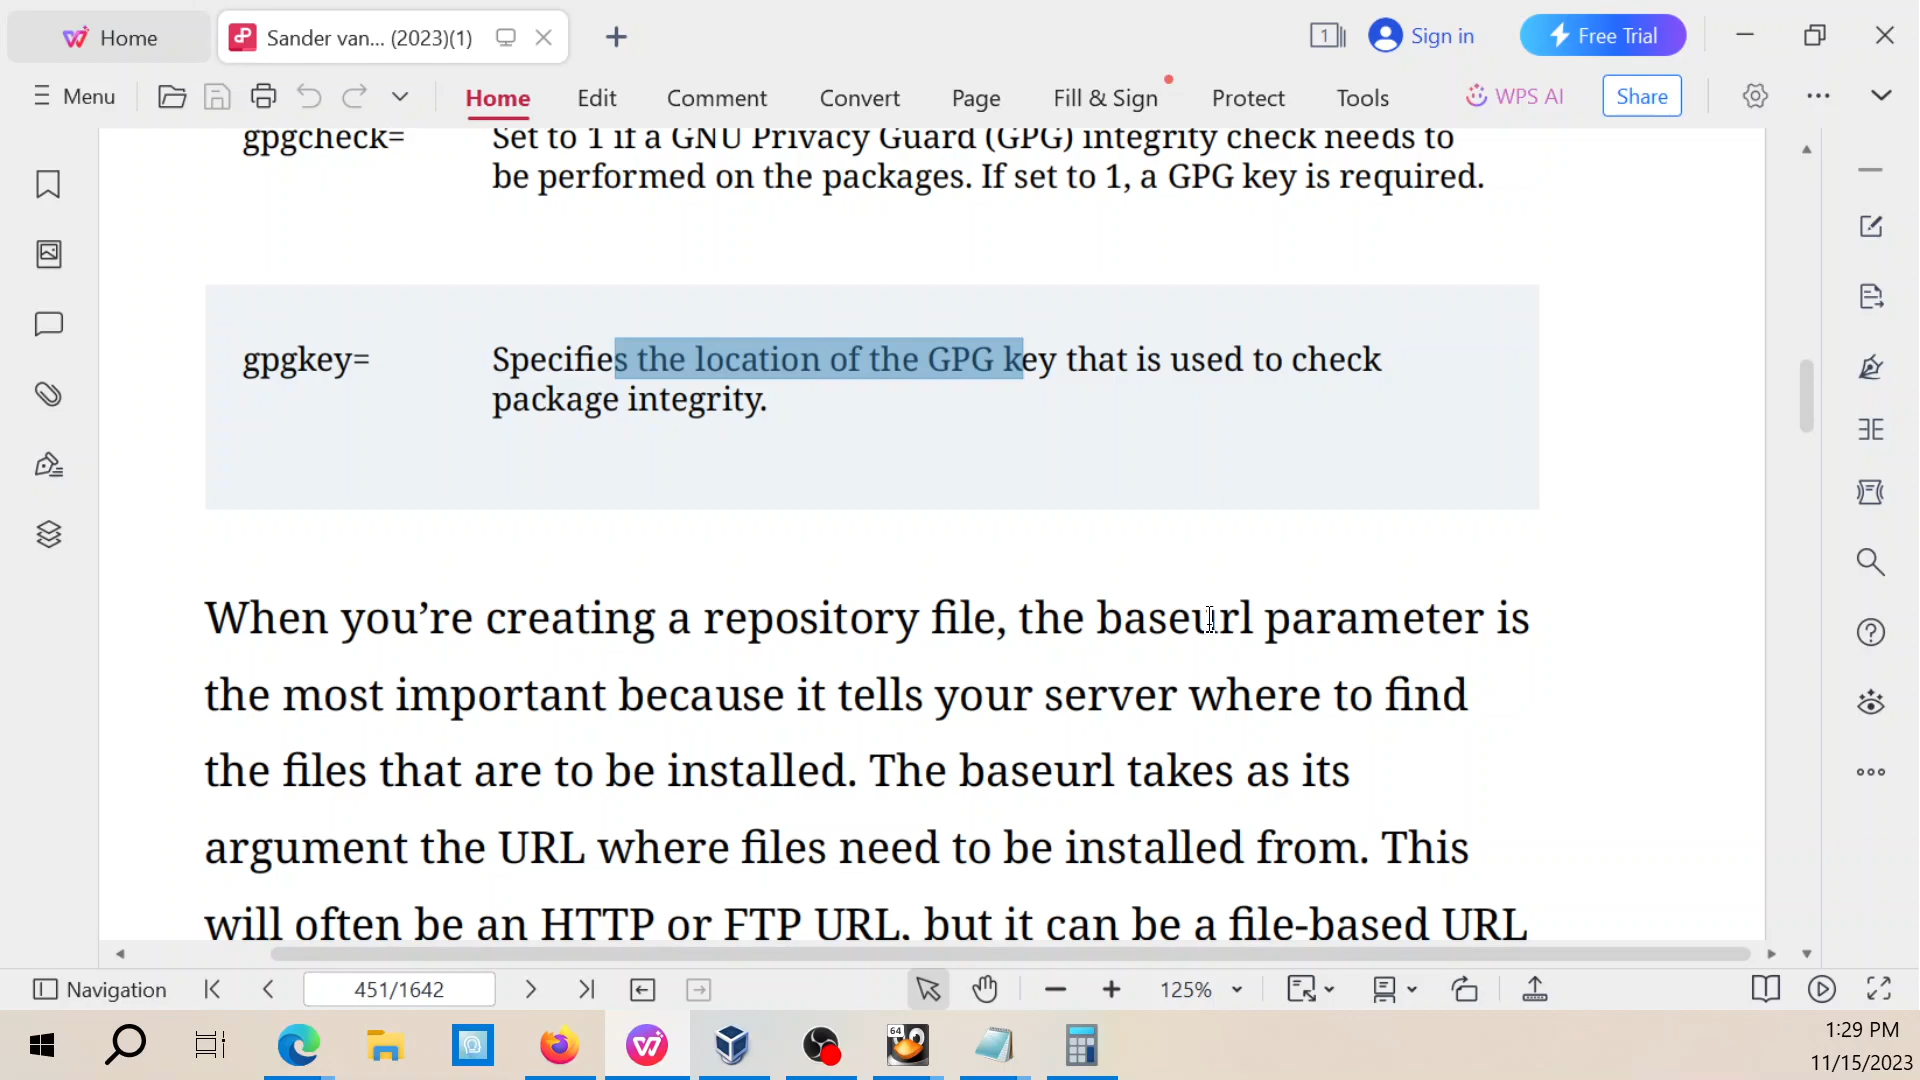 Home
Sander van... (2023)(1)
1
Sign in
Free Trial
Menu
Home
Edit
Comment
Convert
Page
Fill & Sign
Protect
Tools
WPS AI
Share
gpgcheck= Set to 1 if a GNU Privacy Guard (GPG) integrity check needs to
be performed on the packages. If set to 1, a GPG key is required.
gpgkey= Specifies the location of the GPG key that is used to check
package integrity.
When you’re creating a repository file, the baseurl parameter is
the most important because it tells your server where to find
the files that are to be installed. The baseurl takes as its
argument the URL where files need to be installed from. This
will often be an HTTP or FTP URL, but it can be a file-based URL
Navigation
451/1642
125%
64
1:29 PM
11/15/2023